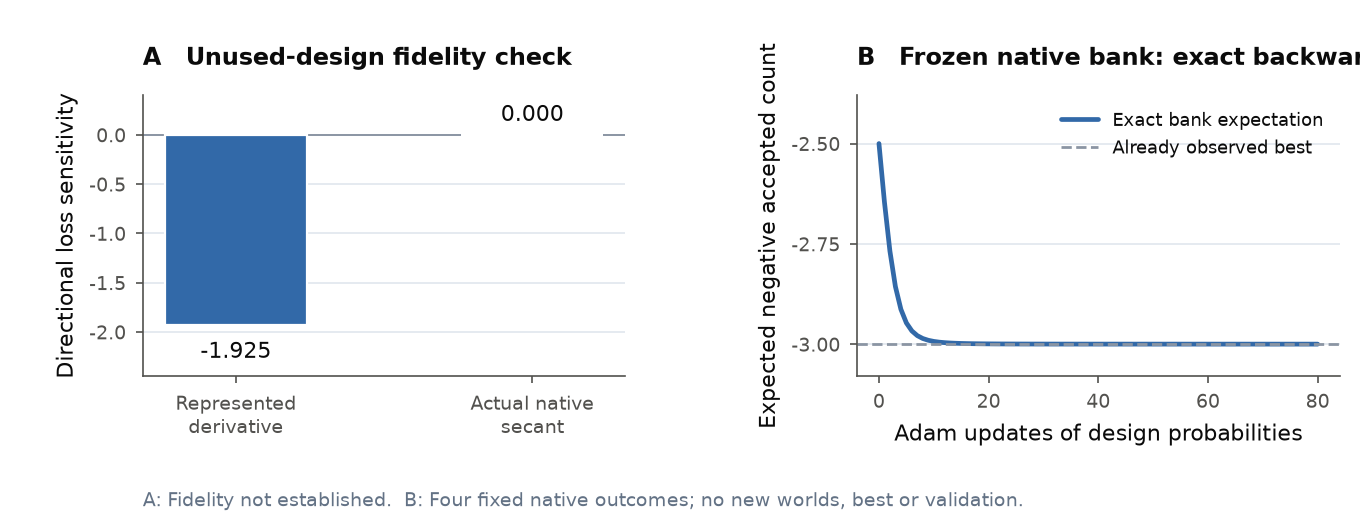 A Unused-design fidelity check
Directional loss sensitivity
0.0
-0.5
-1.0
-1.5
-2.0
0.000
-1.925
Represented
derivative
Actual native
secant
B Frozen native bank: exact backwar
Expected negative accepted count
-2.50
-2.75
-3.00
Exact bank expectation
Already observed best
0
20
40
60
80
Adam updates of design probabilities
A: Fidelity not established. B: Four fixed native outcomes; no new worlds, best or validation.